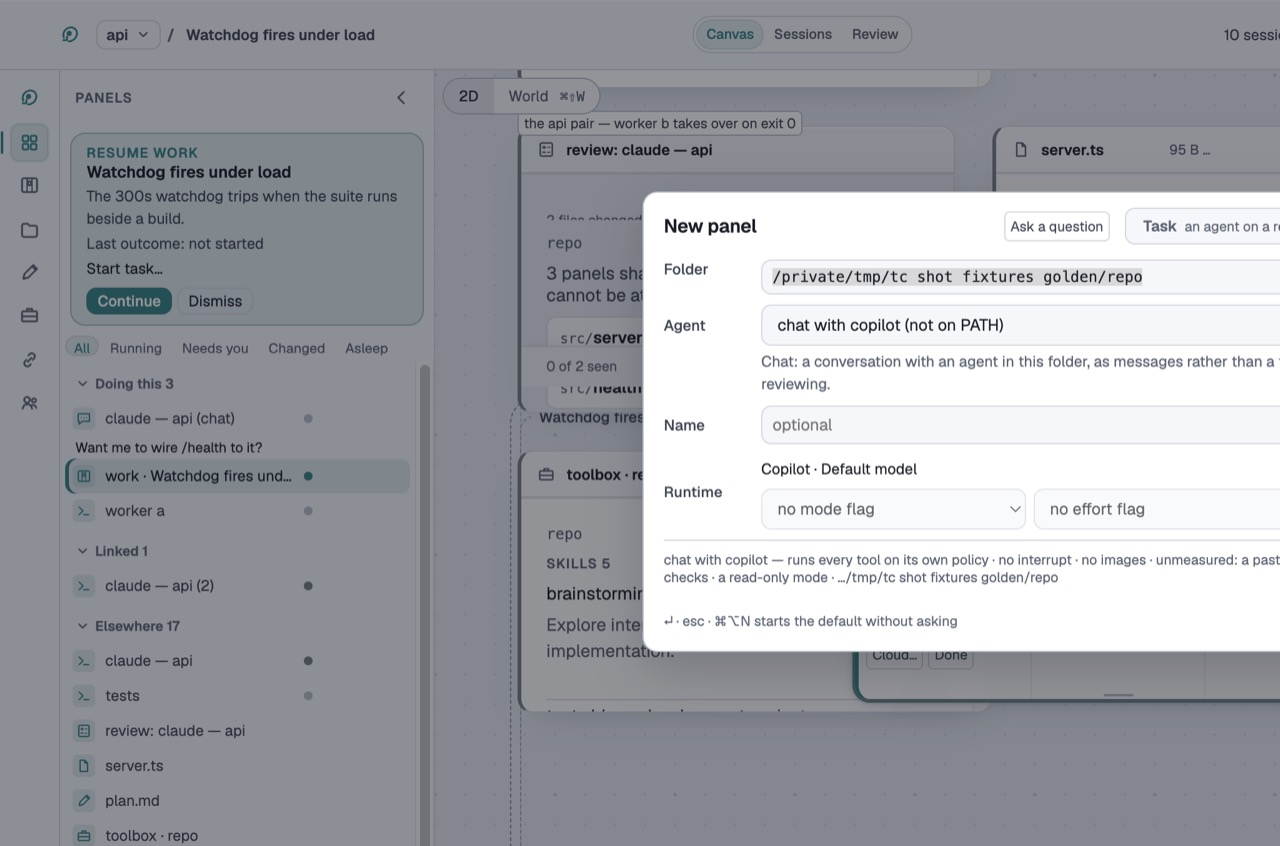 api / Watchdog fires under load
Canvas Sessions Review
10 sessi
PANELS
2D World ⌘⇧W
the api pair — worker b takes over on exit 0
RESUME WORK
Watchdog fires under load
The 300s watchdog trips when the suite runs
beside a build.
Last outcome: not started
Start task…
Continue Dismiss
All Running Needs you Changed Asleep
Doing this 3
claude — api (chat)
Want me to wire /health to it?
work · Watchdog fires und…
worker a
Linked 1
claude — api (2)
Elsewhere 17
claude — api
tests
review: claude — api
server.ts
plan.md
toolbox · repo
review: claude — api
2 files changed
repo
3 panels sha
cannot be at
src/server
0 of 2 seen
src/health
Watchdog fires
toolbox · re
repo
SKILLS 5
brainstormin
Explore inte
implementation.
server.ts 95 B …
New panel
Ask a question
Task an agent on a re
Folder
/private/tmp/tc shot fixtures golden/repo
Agent
chat with copilot (not on PATH)
Chat: a conversation with an agent in this folder, as messages rather than a
reviewing.
Name
optional
Copilot · Default model
Runtime
no mode flag
no effort flag
chat with copilot — runs every tool on its own policy · no interrupt · no images · unmeasured: a past
checks · a read-only mode · …/tmp/tc shot fixtures golden/repo
↵ · esc · ⌘⌥N starts the default without asking
Cloud… Done